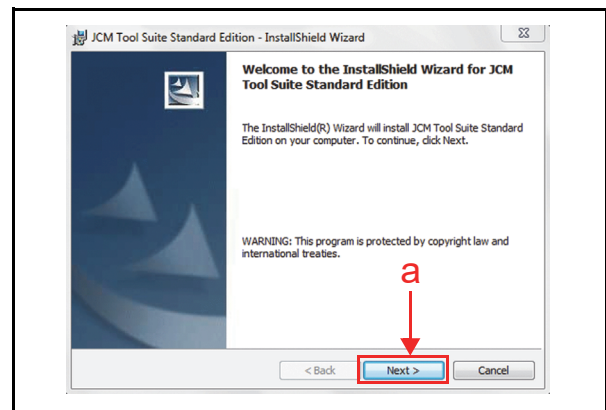 JCM Tool Suite Standard Edition - InstallShield Wizard
Welcome to the InstallShield Wizard for JCM
Tool Suite Standard Edition
The InstallShield(R) Wizard will install JCM Tool Suite Standard
Edition on your computer. To continue, click Next.
WARNING: This program is protected by copyright law and
international treaties.
a
< Back
Next >
Cancel